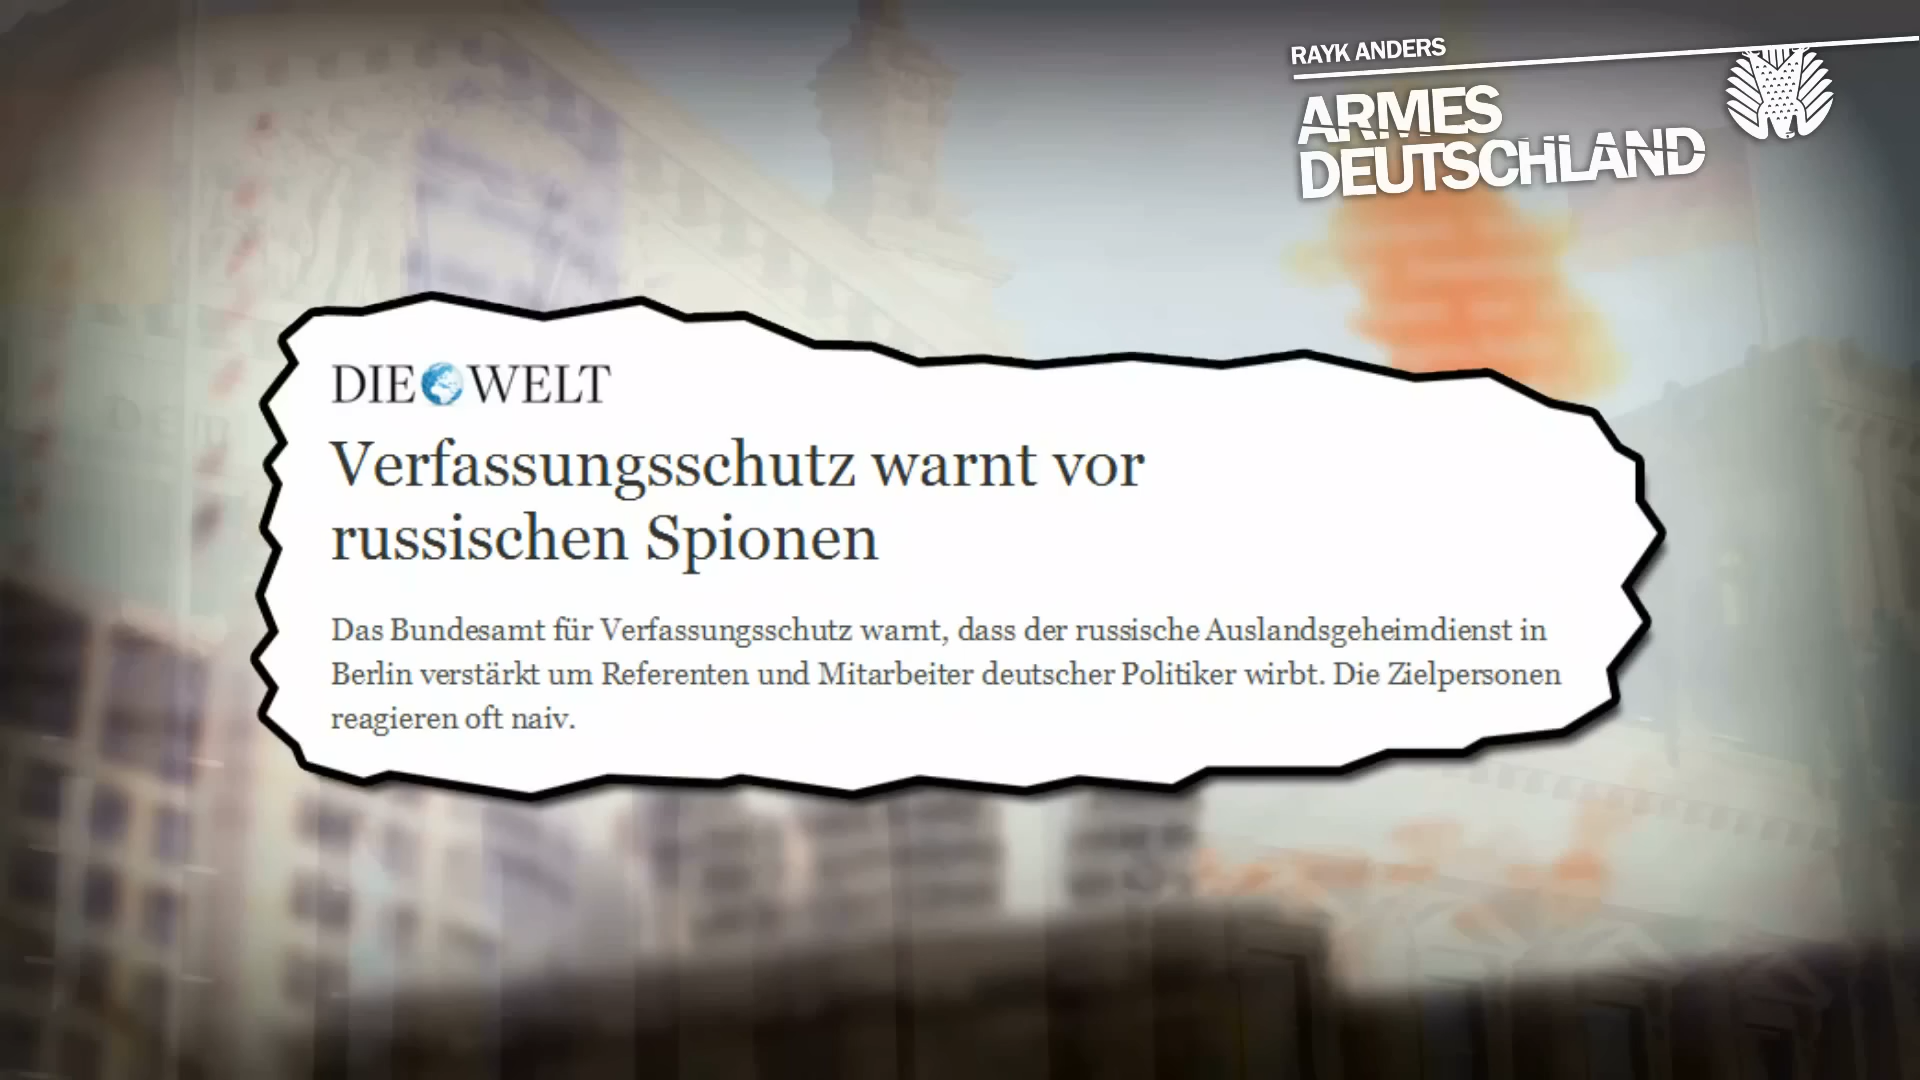 RAYK ANDERS
ARMES
DEUTSCHLAND
DIE WELT
Verfassungsschutz warnt vor
russischen Spionen
Das Bundesamt für Verfassungsschutz warnt, dass der russische Auslandsgeheimdienst in
Berlin verstärkt um Referenten und Mitarbeiter deutscher Politiker wirbt. Die Zielpersonen
reagieren oft naiv.